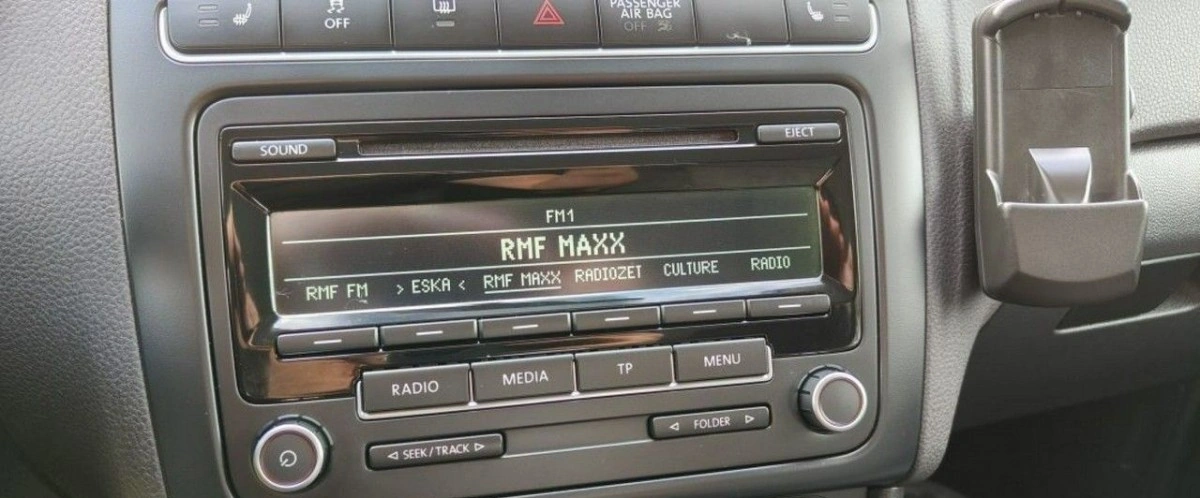 OFF
PASSENGER
AIR BAG
OFF
SOUND
EJECT
FM1
RMF MAXX
RMF FM > ESKA < RMF MAXX RADIOZET CULTURE RADIO
RADIO MEDIA TP MENU
SEEK/TRACK
FOLDER